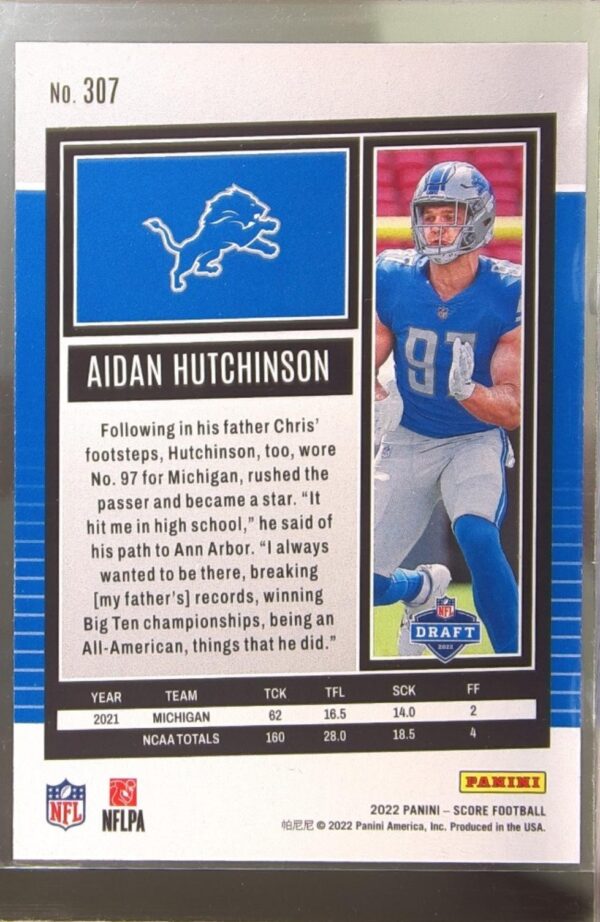 No. 307
97
AIDAN HUTCHINSON
Following in his father Chris'
footsteps, Hutchinson, too, wore
No. 97 for Michigan, rushed the
passer and became a star. “It
hit me in high school,” he said of
his path to Ann Arbor. “I always
wanted to be there, breaking
[my father's] records, winning
Big Ten championships, being an
All-American, things that he did.”
NFL
DRAFT
2022
YEAR TEAM TCK TFL SCK FF
2021 MICHIGAN 62 16.5 14.0 2
NCAA TOTALS 160 28.0 18.5 4
NFL
NFLPA
PANINI
2022 PANINI – SCORE FOOTBALL
帕尼尼 © 2022 Panini America, Inc. Produced in the USA.